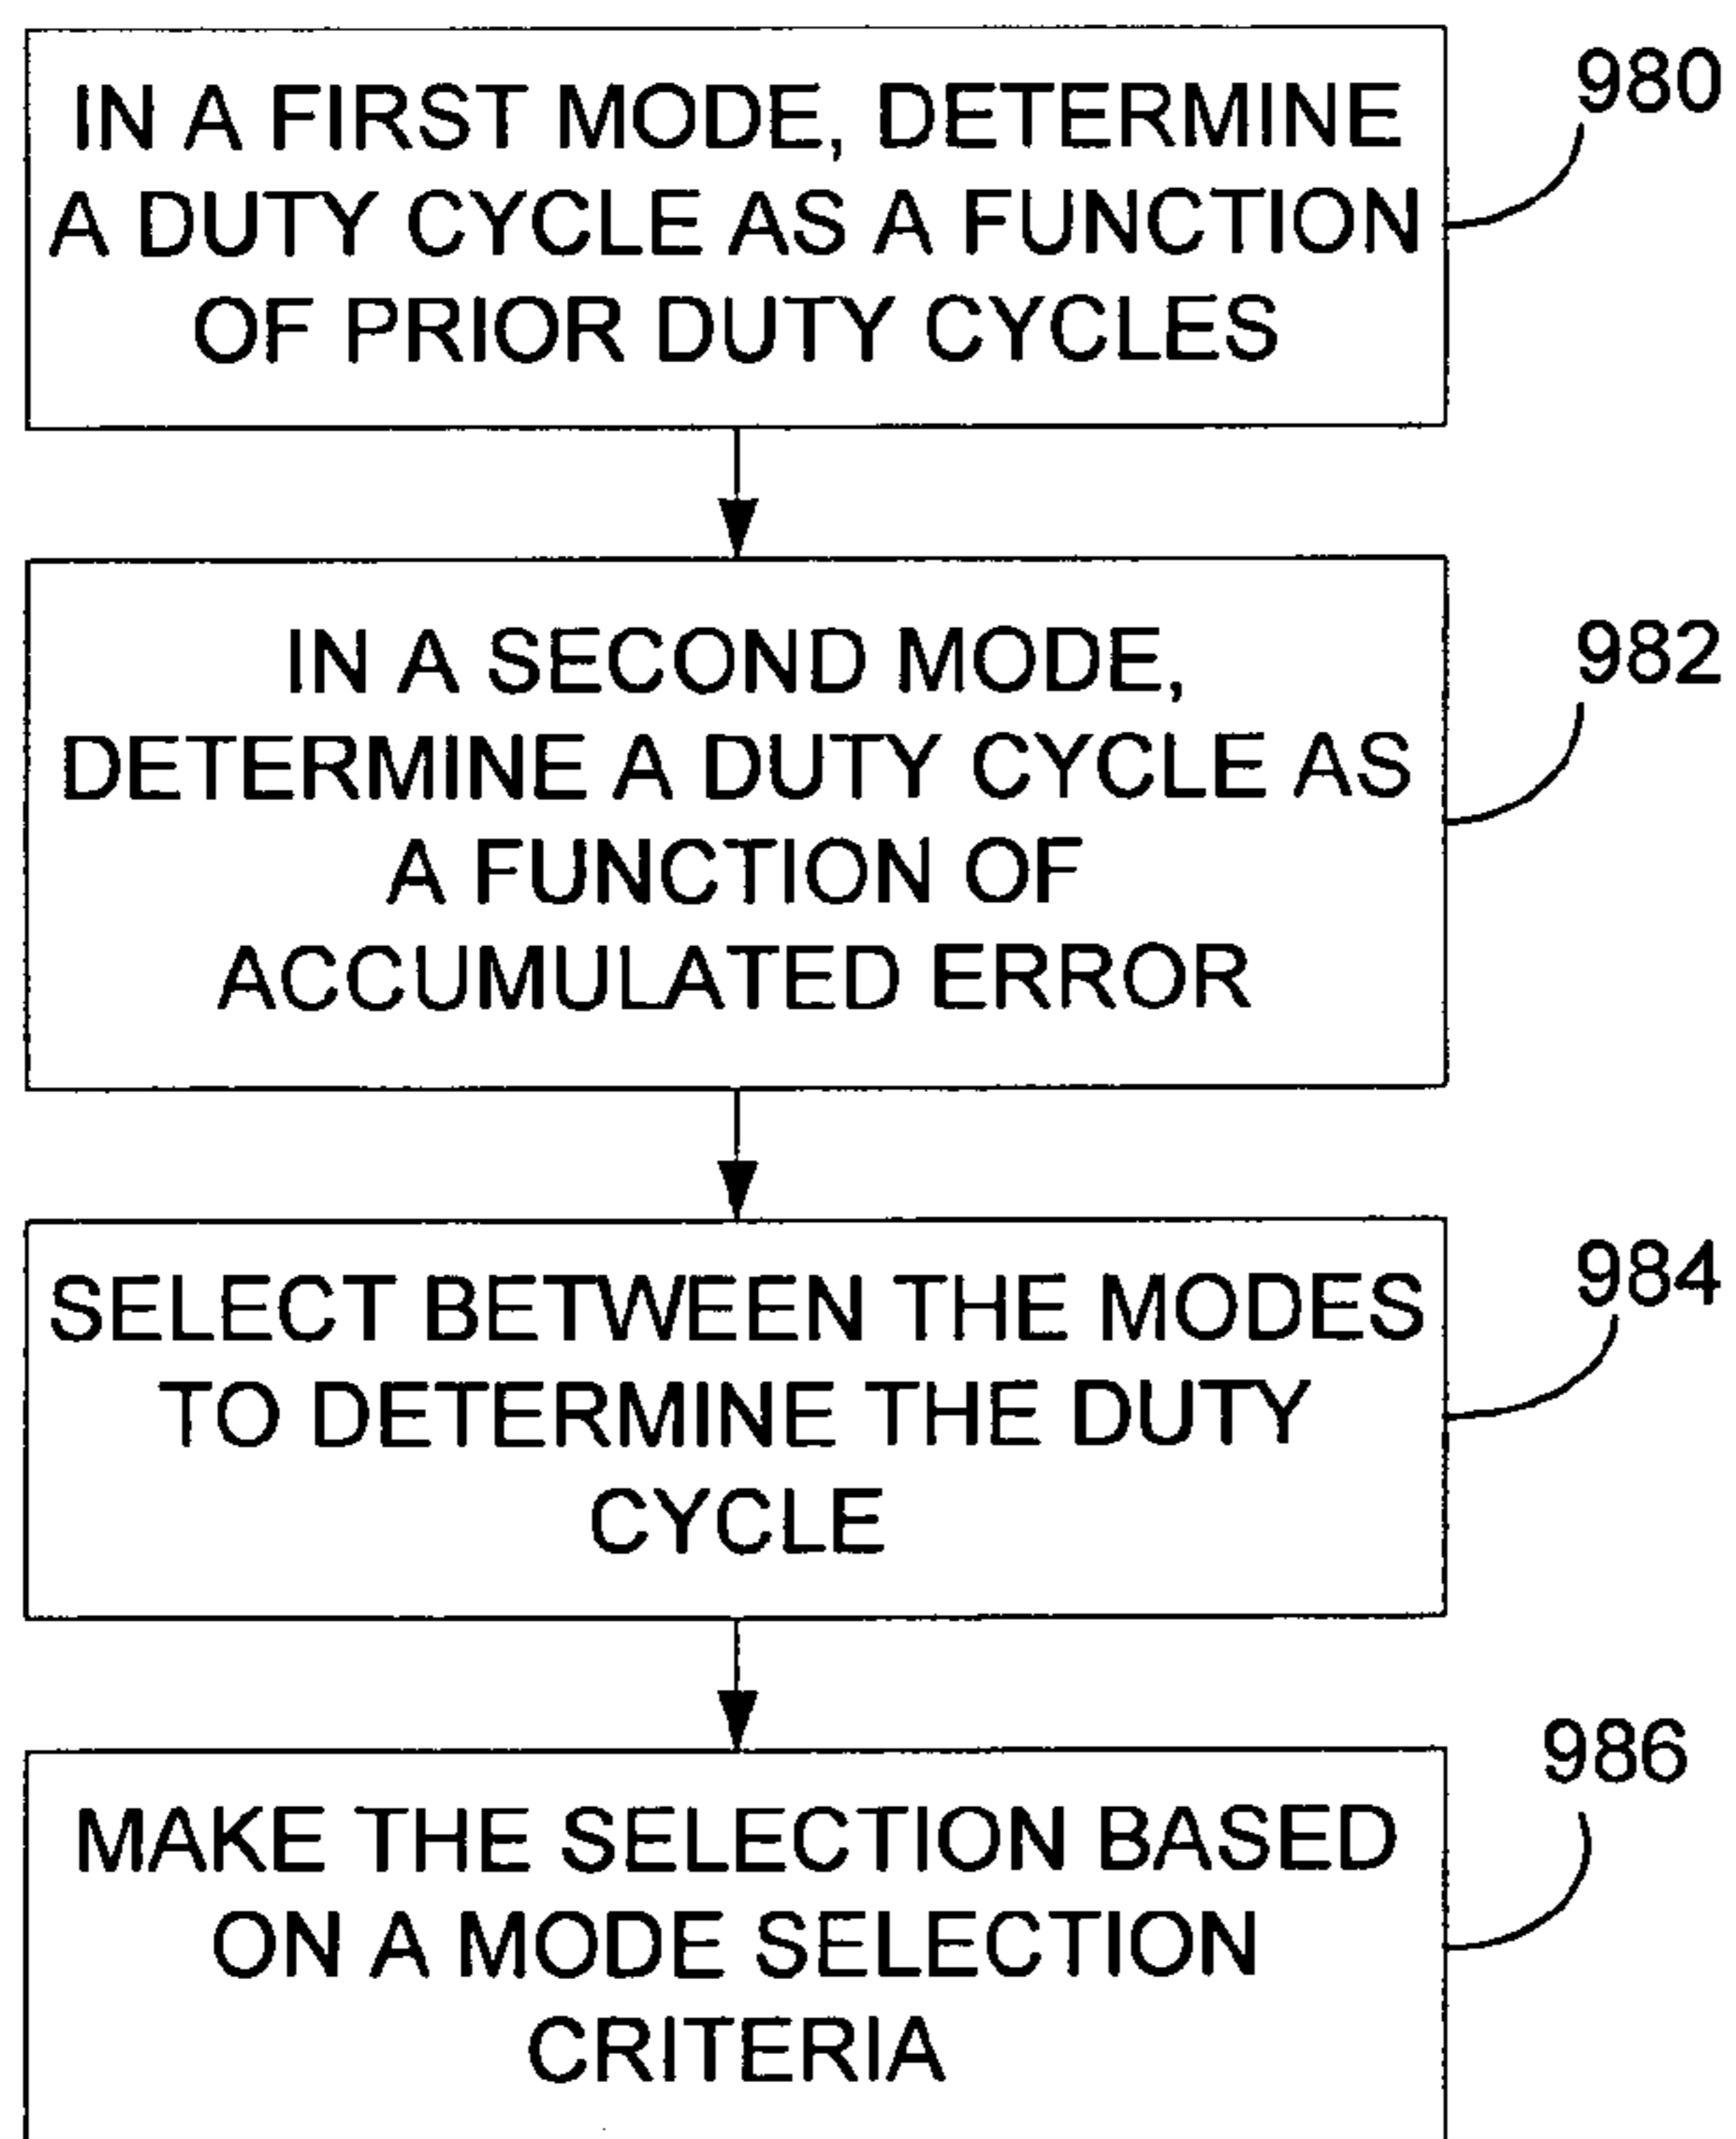 980
IN A FIRST MODE, DETERMINE
A DUTY CYCLE AS A FUNCTION
OF PRIOR DUTY CYCLES
982
IN A SECOND MODE,
DETERMINE A DUTY CYCLE AS
A FUNCTION OF
ACCUMULATED ERROR
984
SELECT BETWEEN THE MODES
TO DETERMINE THE DUTY
CYCLE
986
MAKE THE SELECTION BASED
ON A MODE SELECTION
CRITERIA